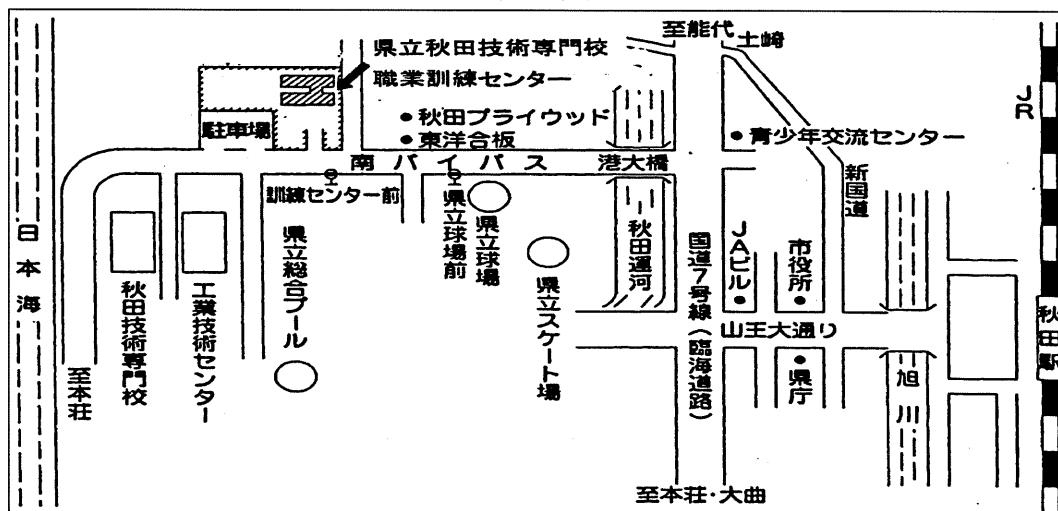 至能代
土崎
県立秋田技術専門校
職業訓練センター
JR
秋田プライウッド
東洋合板
駐車場
青少年交流センター
南バイパス
港大橋
新国道
訓練センター前
県立球場前
県立球場
秋田運河
JAビル
市役所
日本海
秋田技術専門校
工業技術センター
県立総合プール
県立スケート場
国道7号線(臨海道路)
山王大通り
秋田駅
至本荘
県庁
旭川
至本荘・大曲